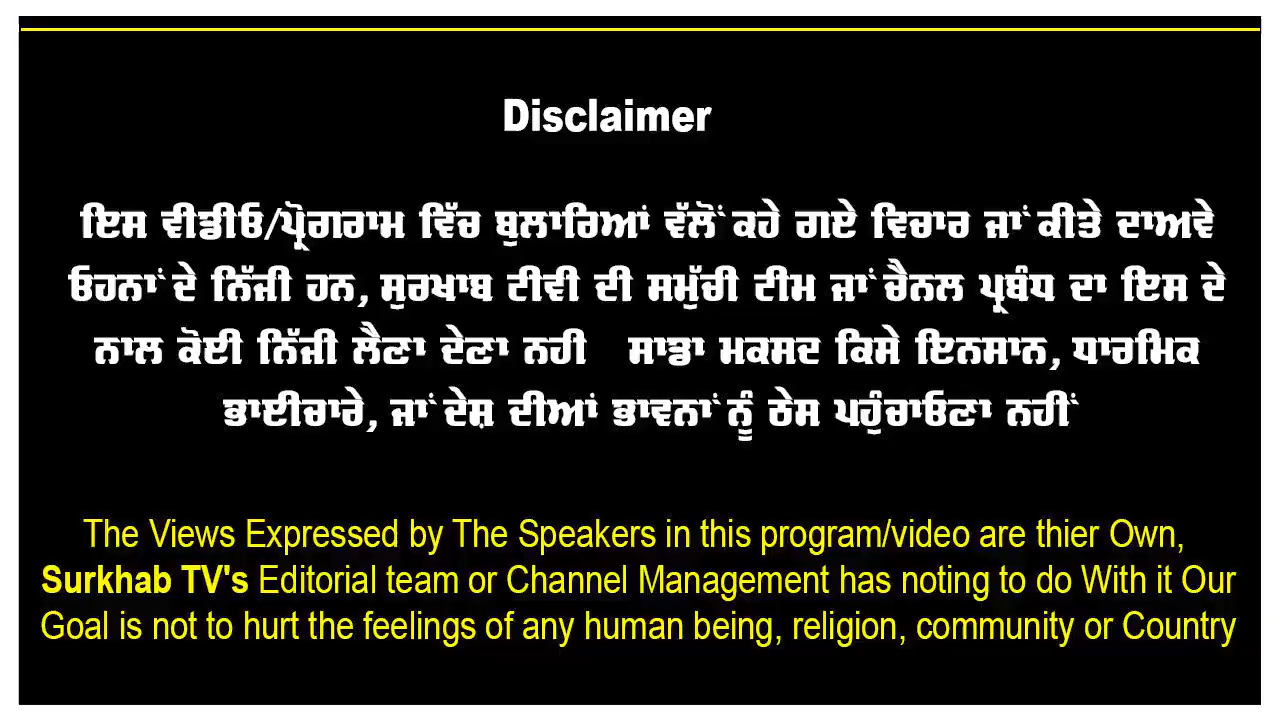 Disclaimer
ਇਸ ਵੀਡੀਓ/ਪ੍ਰੋਗਰਾਮ ਵਿੱਚ ਬੁਲਾਰਿਆਂ ਵੱਲੋਂ ਕਹੇ ਗਏ ਵਿਚਾਰ ਜਾਂ ਕੀਤੇ ਦਾਅਵੇ
ਓਹਨਾਂ ਦੇ ਨਿੱਜੀ ਹਨ, ਸੁਰਖਾਬ ਟੀਵੀ ਦੀ ਸਮੁੱਚੀ ਟੀਮ ਜਾਂ ਚੈਨਲ ਪ੍ਰਬੰਧ ਦਾ ਇਸ ਦੇ
ਨਾਲ ਕੋਈ ਨਿੱਜੀ ਲੈਣਾ ਦੇਣਾ ਨਹੀ ਸਾਡਾ ਮਕਸਦ ਕਿਸੇ ਇਨਸਾਨ, ਧਾਰਮਿਕ
ਭਾਈਚਾਰੇ, ਜਾਂ ਦੇਸ਼ ਦੀਆਂ ਭਾਵਨਾਂ ਨੂੰ ਠੇਸ ਪਹੁੰਚਾਓਣਾ ਨਹੀਂ
The Views Expressed by The Speakers in this program/video are thier Own,
Surkhab TV's Editorial team or Channel Management has noting to do With it Our
Goal is not to hurt the feelings of any human being, religion, community or Country